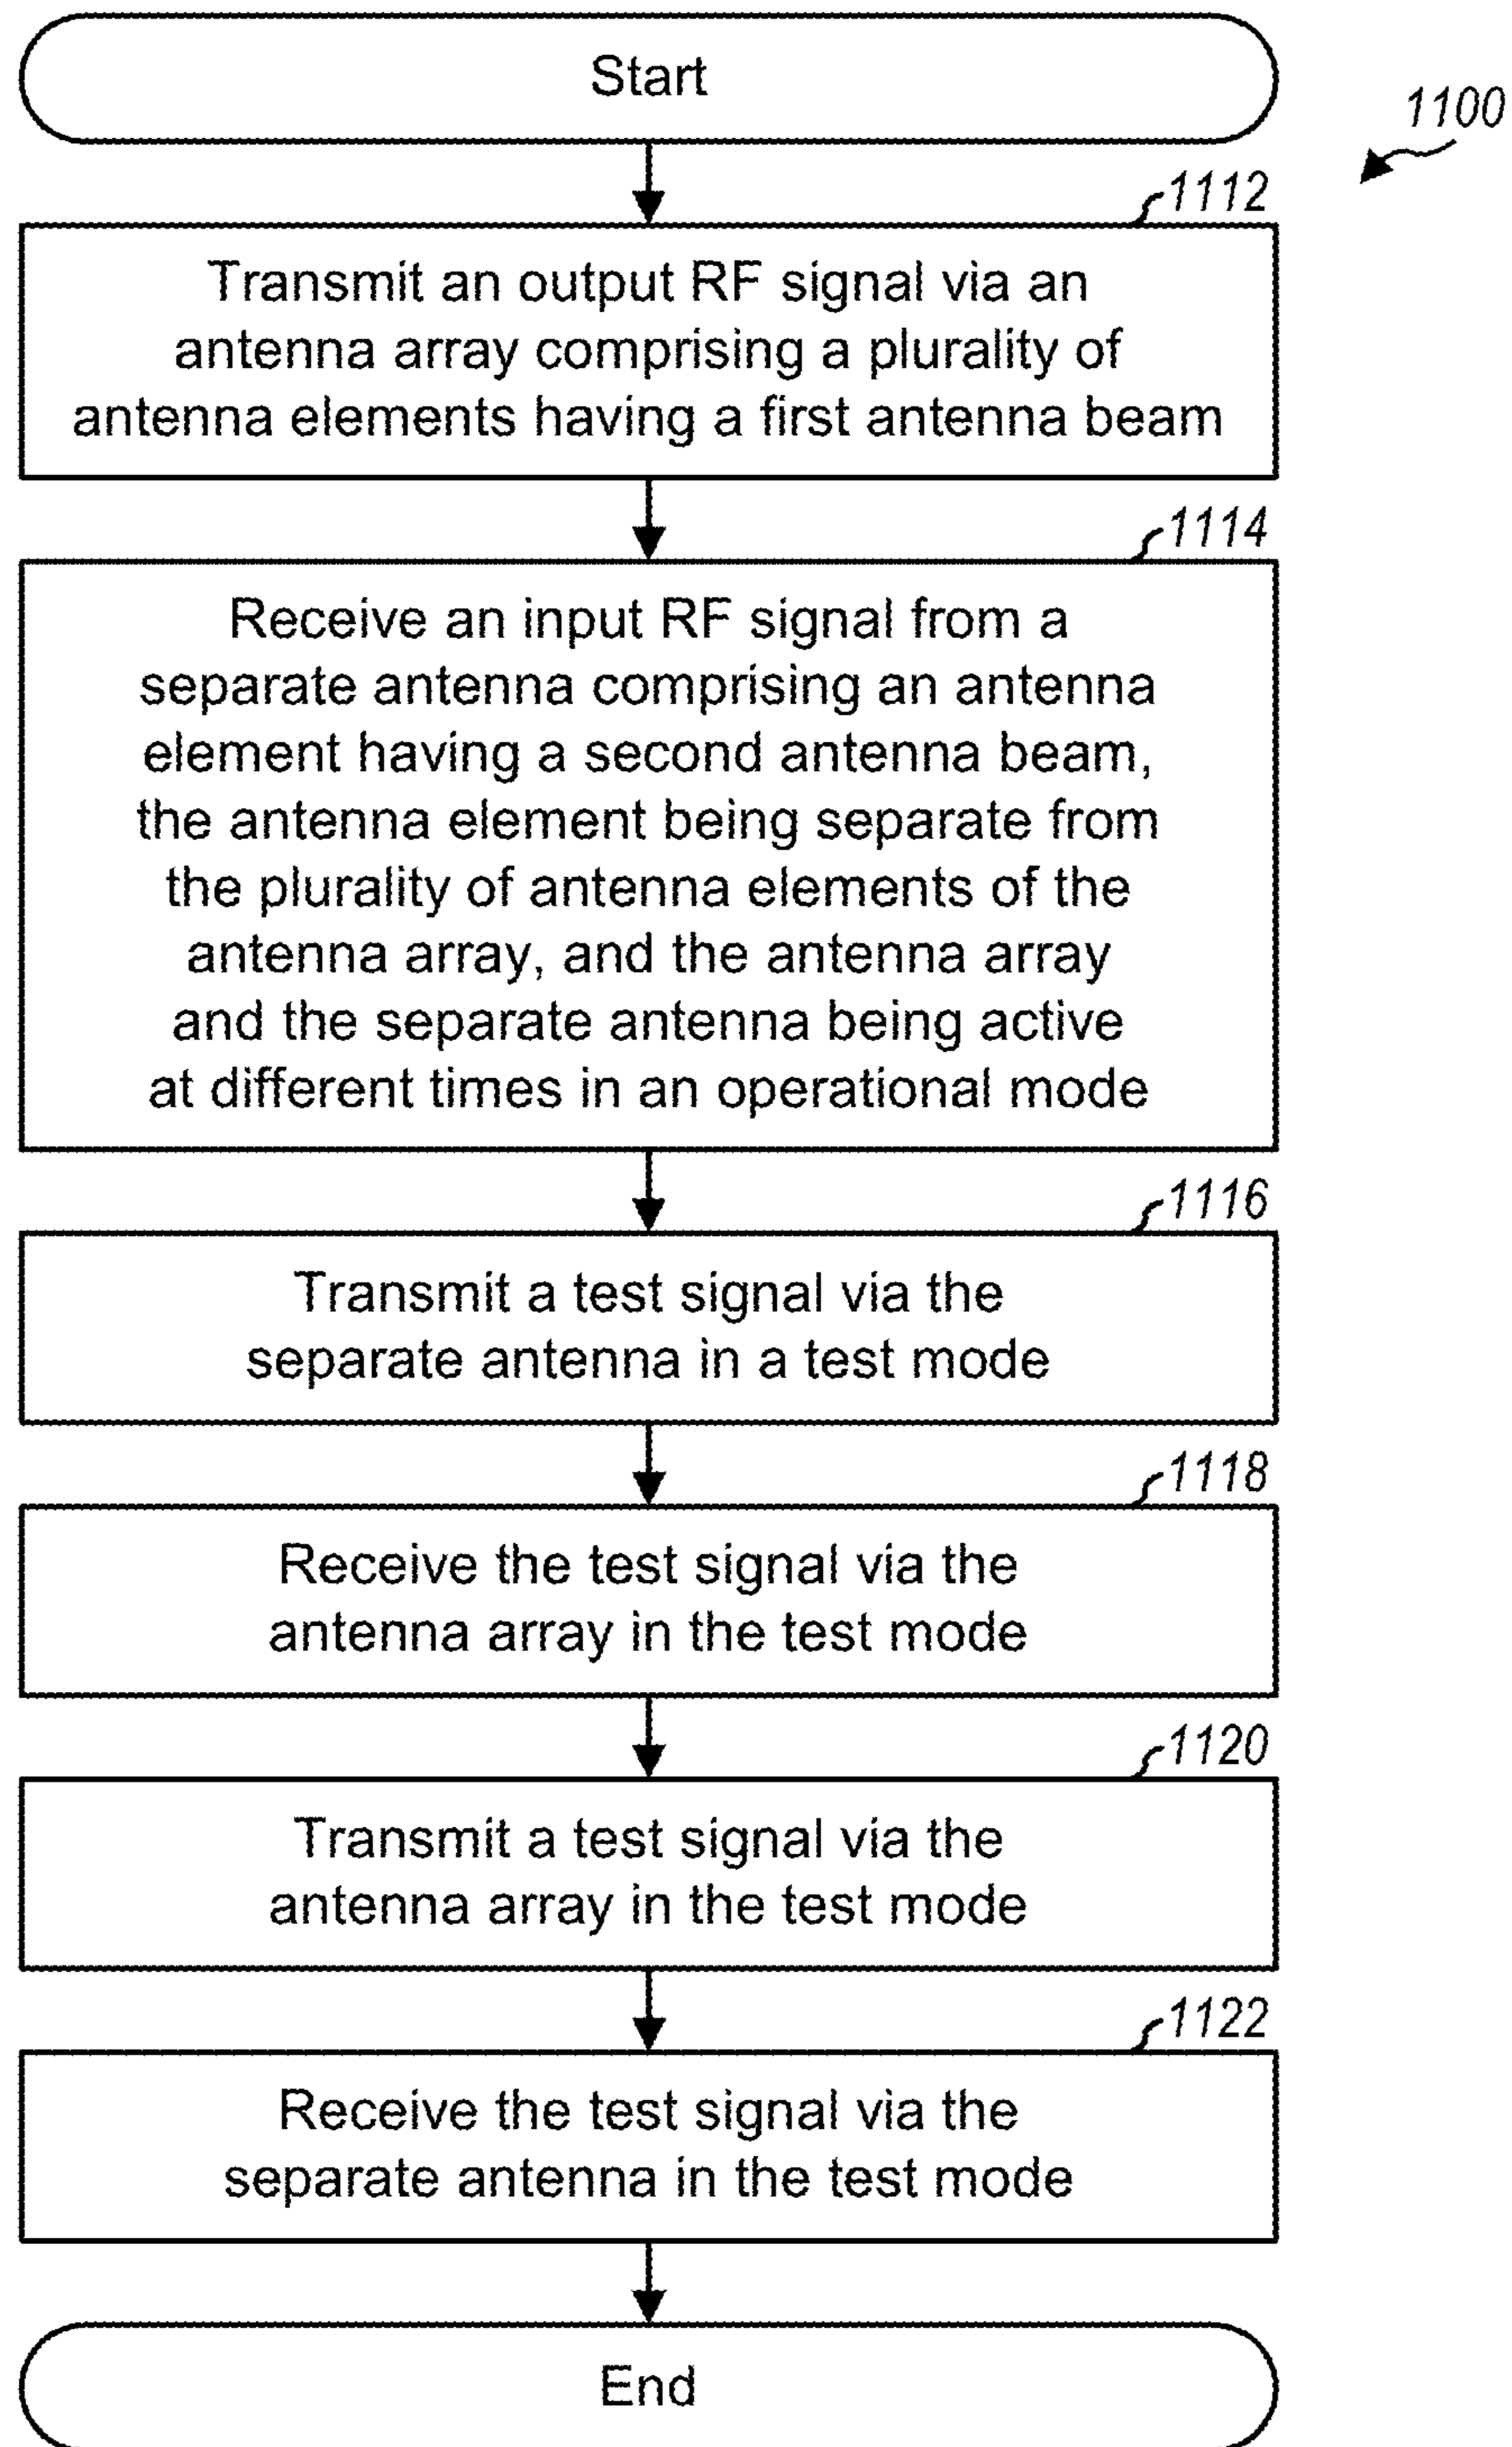 Start
1100
1112
Transmit an output RF signal via an
antenna array comprising a plurality of
antenna elements having a first antenna beam
1114
Receive an input RF signal from a
separate antenna comprising an antenna
element having a second antenna beam,
the antenna element being separate from
the plurality of antenna elements of the
antenna array, and the antenna array
and the separate antenna being active
at different times in an operational mode
1116
Transmit a test signal via the
separate antenna in a test mode
1118
Receive the test signal via the
antenna array in the test mode
1120
Transmit a test signal via the
antenna array in the test mode
1122
Receive the test signal via the
separate antenna in the test mode
End